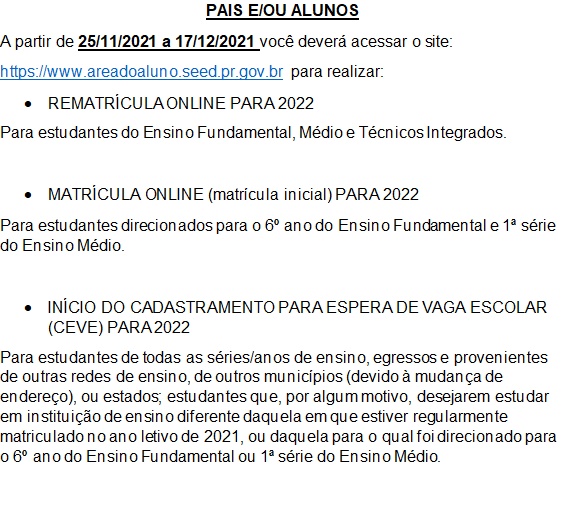 PAIS E/OU ALUNOS
A partir de 25/11/2021 a 17/12/2021 você deverá acessar o site:
https://www.areadoaluno.seed.pr.gov.br para realizar:
• REMATRÍCULA ONLINE PARA 2022
Para estudantes do Ensino Fundamental, Médio e Técnicos Integrados.
• MATRÍCULA ONLINE (matrícula inicial) PARA 2022
Para estudantes direcionados para o 6º ano do Ensino Fundamental e 1ª série
do Ensino Médio.
• INÍCIO DO CADASTRAMENTO PARA ESPERA DE VAGA ESCOLAR
(CEVE) PARA 2022
Para estudantes de todas as séries/anos de ensino, egressos e provenientes
de outras redes de ensino, de outros municípios (devido à mudança de
endereço), ou estados; estudantes que, por algum motivo, desejarem estudar
em instituição de ensino diferente daquela em que estiver regularmente
matriculado no ano letivo de 2021, ou daquela para o qual foi direcionado para
o 6º ano do Ensino Fundamental ou 1ª série do Ensino Médio.